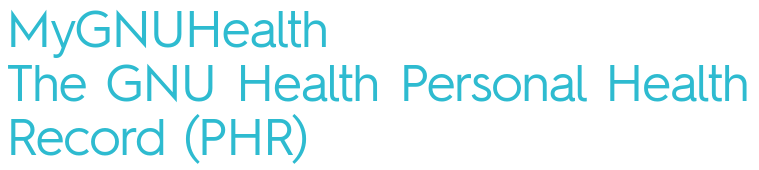 MyGNUHealth
The GNU Health Personal Health
Record (PHR)